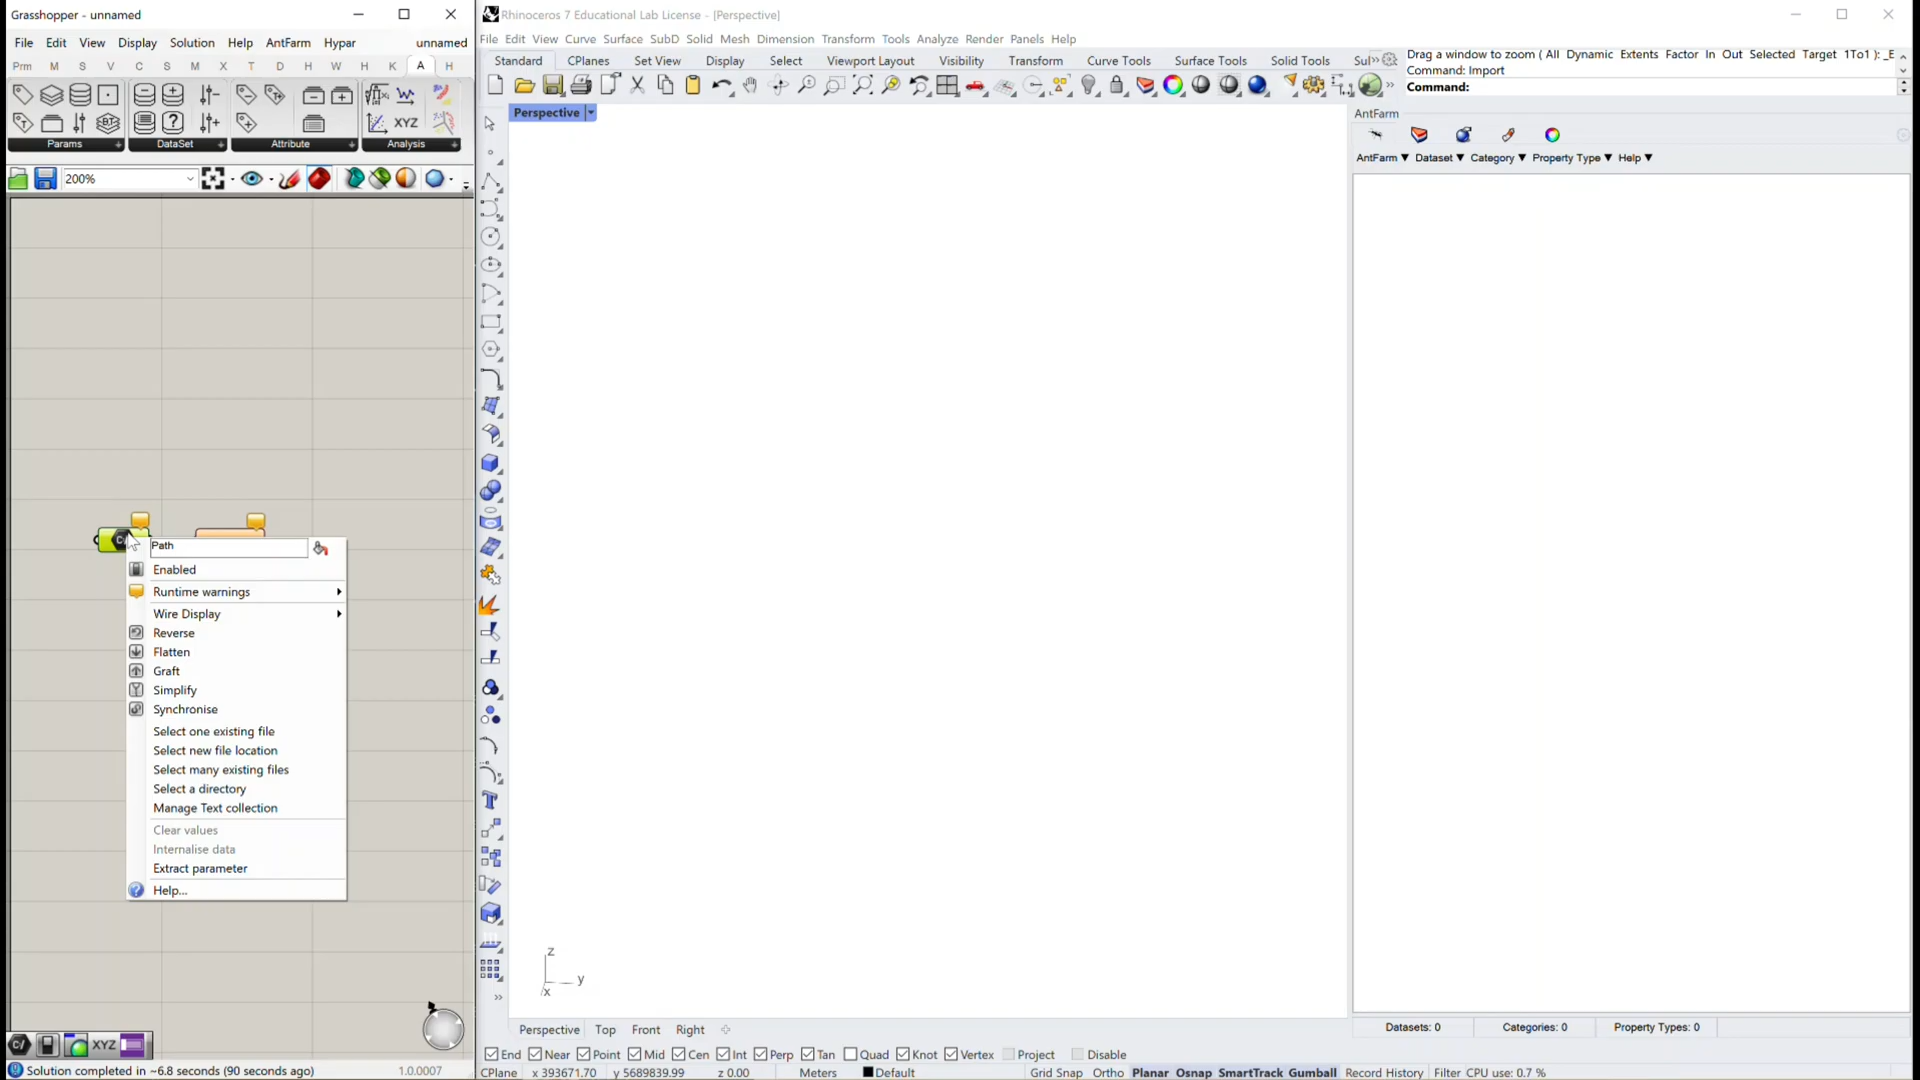 Grasshopper - unnamed
File Edit View Display Solution Help AntFarm Hypar unnamed
Prm M S V C S M X T D H W H K A H
Params DataSet Attribute Analysis
XYZ
200%
C/
Path
Enabled
Runtime warnings
Wire Display
Reverse
Flatten
Graft
Simplify
Synchronise
Select one existing file
Select new file location
Select many existing files
Select a directory
Manage Text collection
Clear values
Internalise data
Extract parameter
Help...
C/ XYZ
Solution completed in ~6.8 seconds (90 seconds ago) 1.0.0007
Rhinoceros 7 Educational Lab License - [Perspective]
File Edit View Curve Surface SubD Solid Mesh Dimension Transform Tools Analyze Render Panels Help
Standard CPlanes Set View Display Select Viewport Layout Visibility Transform Curve Tools Surface Tools Solid Tools Sul
Drag a window to zoom ( All Dynamic Extents Factor In Out Selected Target 1To1 ): _E
Command: Import
Command:
Perspective
AntFarm
AntFarm ▼ Dataset ▼ Category ▼ Property Type ▼ Help ▼
z
y
x
Perspective Top Front Right
Datasets: 0 Categories: 0 Property Types: 0
End Near Point Mid Cen Int Perp Tan Quad Knot Vertex Project Disable
CPlane x 393671.70 y 5689839.99 z 0.00 Meters Default Grid Snap Ortho Planar Osnap SmartTrack Gumball Record History Filter CPU use: 0.7 %